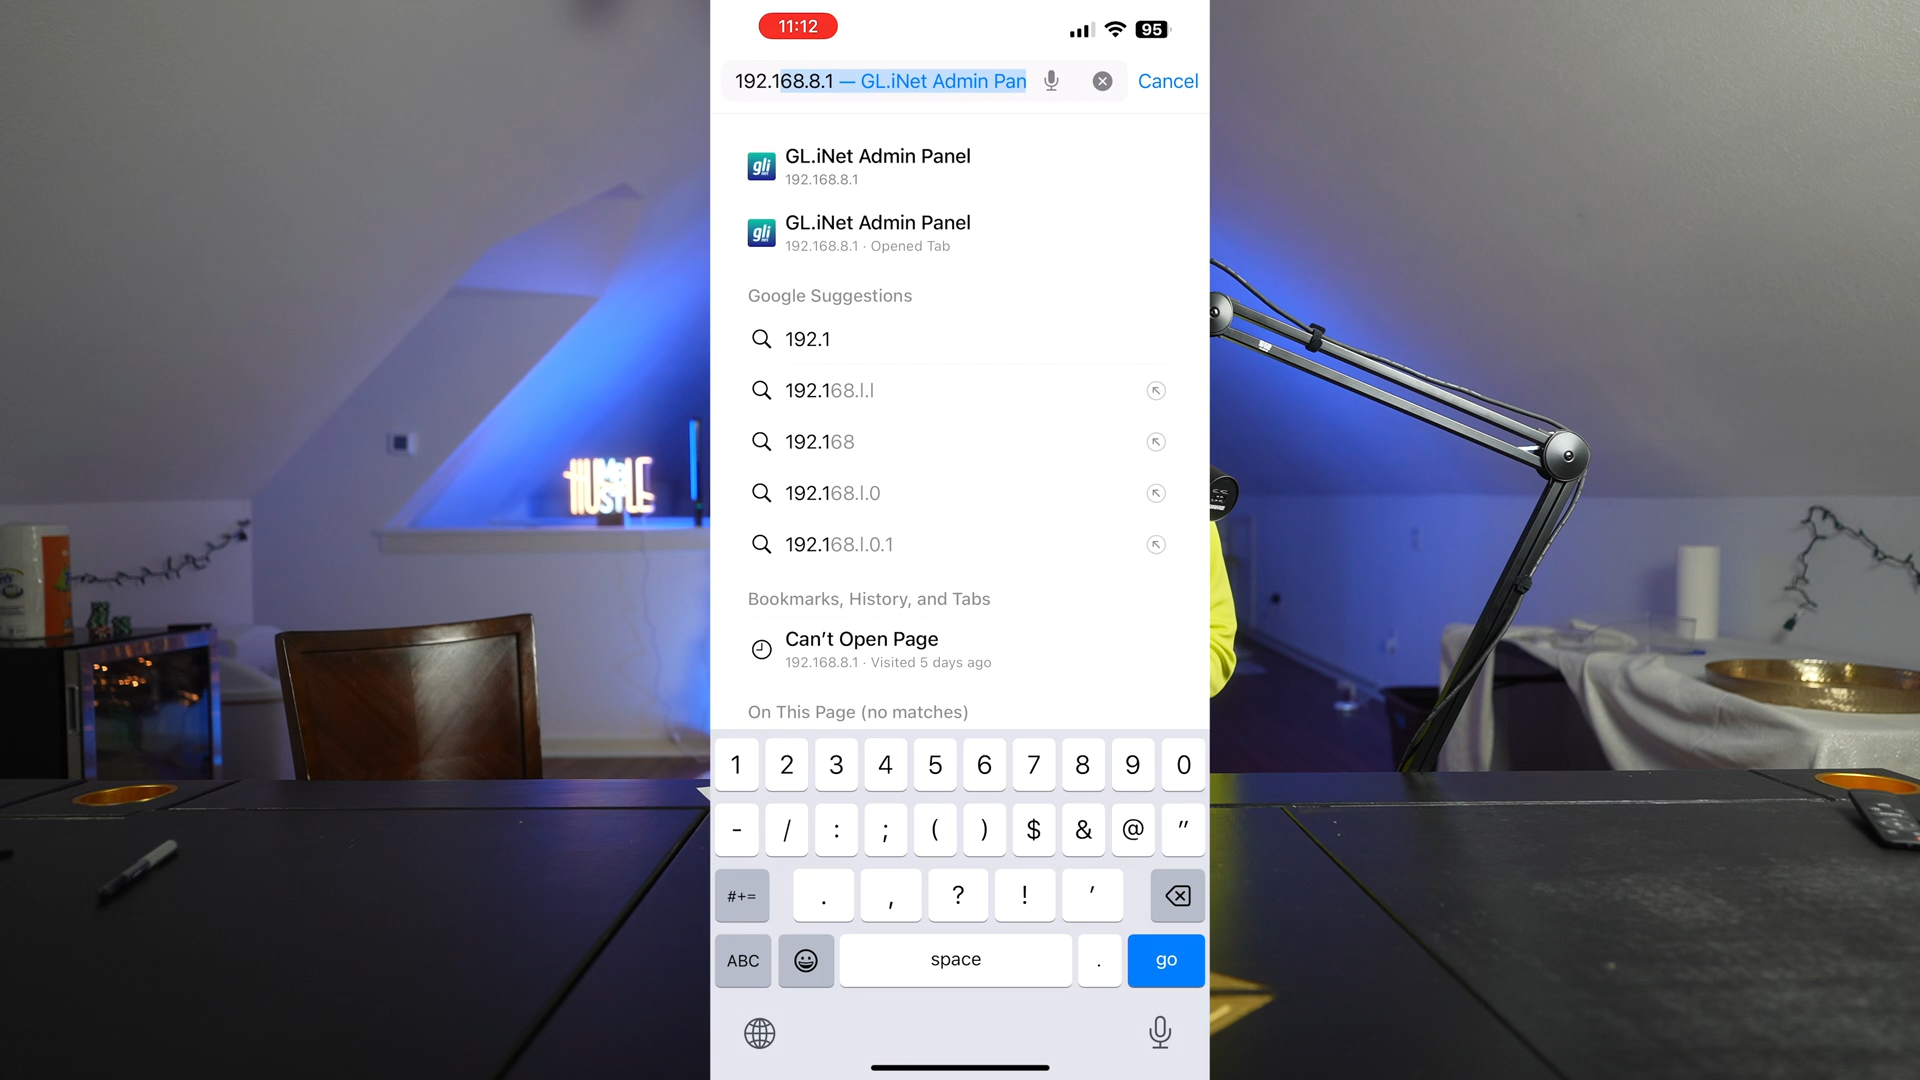 11:12
95
192.168.8.1 — GL.iNet Admin Pan
Cancel
gli
GL.iNet Admin Panel
192.168.8.1
gli
GL.iNet Admin Panel
192.168.8.1 · Opened Tab
Google Suggestions
192.1
192.168.l.l
192.168
192.168.l.0
192.168.l.0.1
HUSTLE
Bookmarks, History, and Tabs
Can't Open Page
192.168.8.1 · Visited 5 days ago
On This Page (no matches)
1 2 3 4 5 6 7 8 9 0
- / : ; ( ) $ & @ "
#+= . , ? ! '
ABC space . go